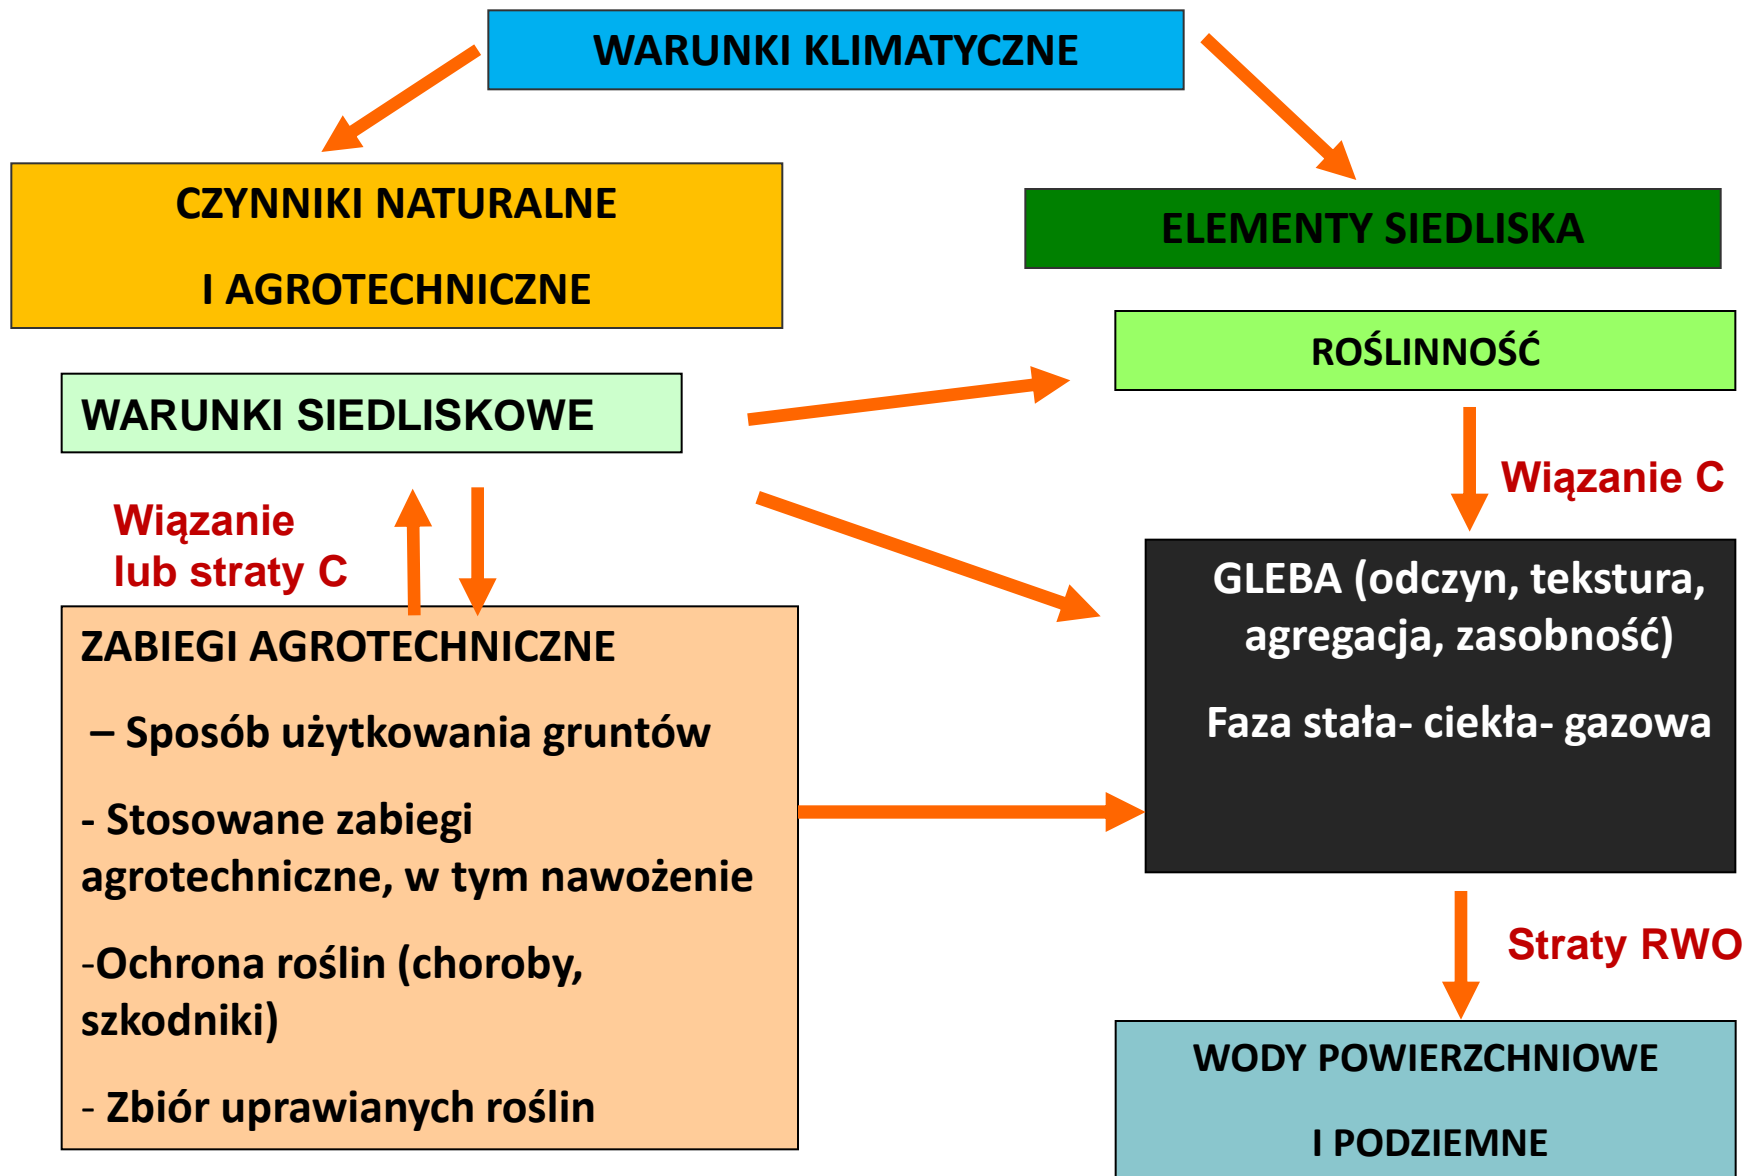 WARUNKI KLIMATYCZNE
CZYNNIKI NATURALNE
I AGROTECHNICZNE
ELEMENTY SIEDLISKA
ROŚLINNOŚĆ
WARUNKI SIEDLISKOWE
Wiązanie C
Wiązanie
lub straty C
GLEBA (odczyn, tekstura,
agregacja, zasobność)
Faza stała- ciekła- gazowa
ZABIEGI AGROTECHNICZNE
– Sposób użytkowania gruntów
- Stosowane zabiegi
agrotechniczne, w tym nawożenie
-Ochrona roślin (choroby,
szkodniki)
- Zbiór uprawianych roślin
Straty RWO
WODY POWIERZCHNIOWE
I PODZIEMNE